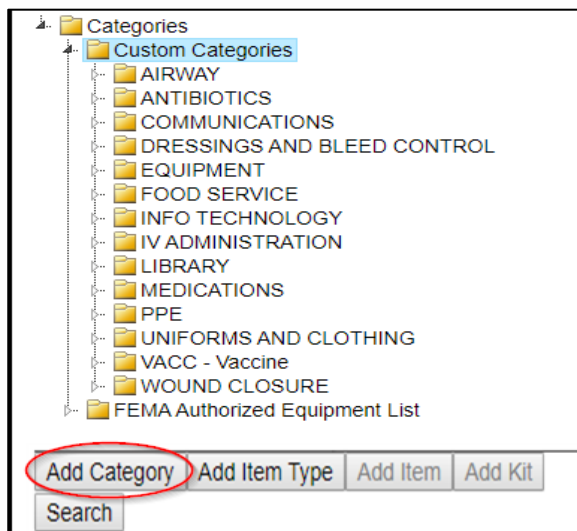 Categories
Custom Categories
AIRWAY
ANTIBIOTICS
COMMUNICATIONS
DRESSINGS AND BLEED CONTROL
EQUIPMENT
FOOD SERVICE
INFO TECHNOLOGY
IV ADMINISTRATION
LIBRARY
MEDICATIONS
PPE
UNIFORMS AND CLOTHING
VACC - Vaccine
WOUND CLOSURE
FEMA Authorized Equipment List
Add Category Add Item Type Add Item Add Kit
Search